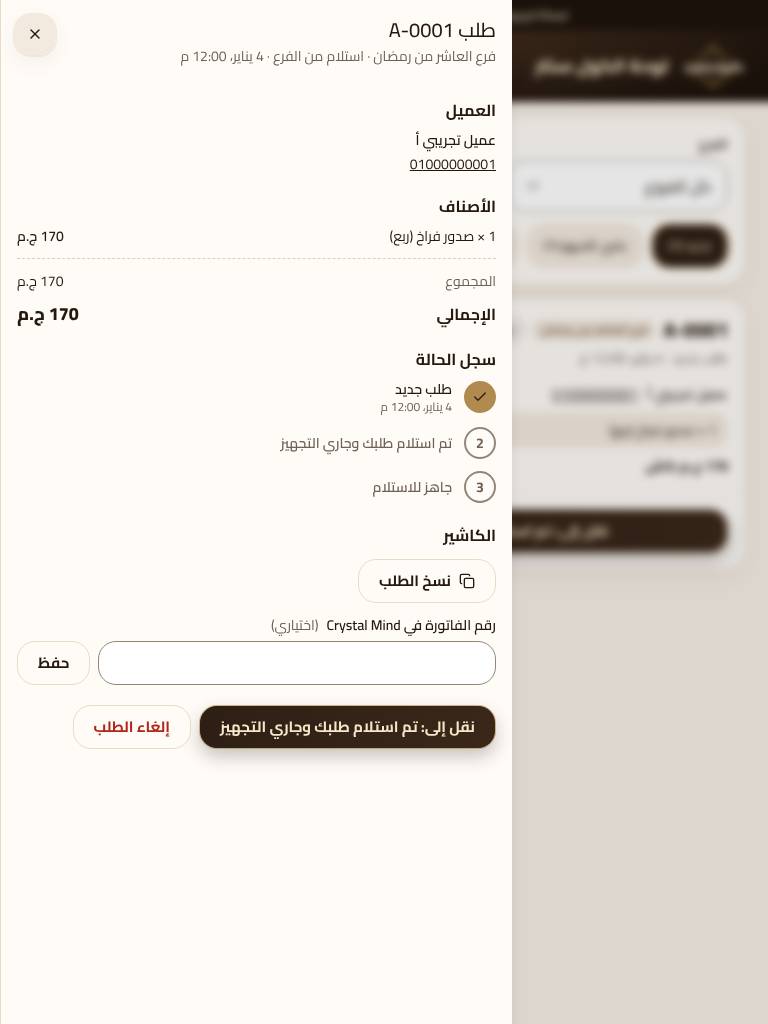 طلب A-0001
فرع العاشر من رمضان · استلام من الفرع · 4 يناير، 12:00 م
العميل
عميل تجريبي أ
01000000001
الأصناف
1 × صدور فراخ (ربع) 170 ج.م
المجموع 170 ج.م
الإجمالي 170 ج.م
سجل الحالة
طلب جديد
4 يناير، 12:00 م
2 تم استلام طلبك وجاري التجهيز
3 جاهز للاستلام
الكاشير
نسخ الطلب
رقم الفاتورة في Crystal Mind (اختياري)
حفظ
نقل إلى: تم استلام طلبك وجاري التجهيز إلغاء الطلب
A-0001